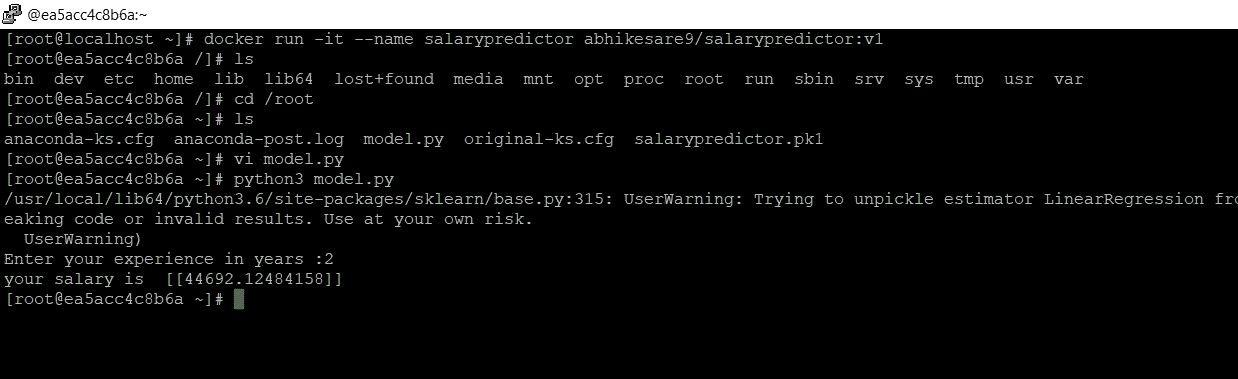 @ea5acc4c8b6a:~
[root@localhost ~]# docker run -it --name salarypredictor abhikesare9/salarypredictor:v1
[root@ea5acc4c8b6a /]# ls
bin  dev  etc  home  lib  lib64  lost+found  media  mnt  opt  proc  root  run  sbin  srv  sys  tmp  usr  var
[root@ea5acc4c8b6a /]# cd /root
[root@ea5acc4c8b6a ~]# ls
anaconda-ks.cfg  anaconda-post.log  model.py  original-ks.cfg  salarypredictor.pk1
[root@ea5acc4c8b6a ~]# vi model.py
[root@ea5acc4c8b6a ~]# python3 model.py
/usr/local/lib64/python3.6/site-packages/sklearn/base.py:315: UserWarning: Trying to unpickle estimator LinearRegression fro
eaking code or invalid results. Use at your own risk.
  UserWarning)
Enter your experience in years :2
your salary is  [[44692.12484158]]
[root@ea5acc4c8b6a ~]#